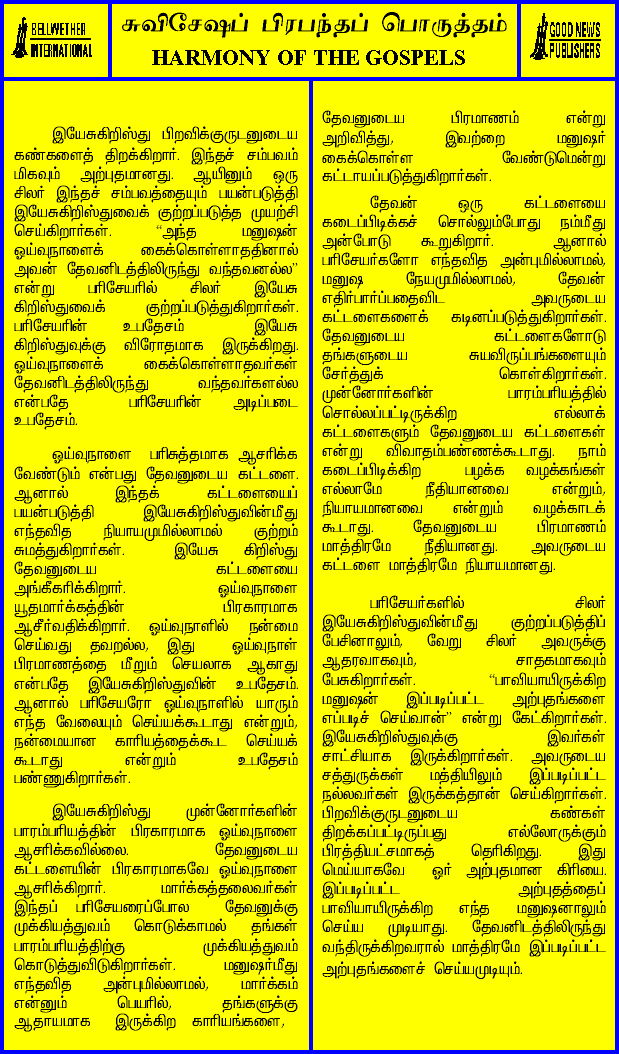 BELLWETHER
INTERNATIONAL
சுவிசேஷப் பிரபந்தப் பொருத்தம்
HARMONY OF THE GOSPELS
GOOD NEWS
PUBLISHERS
இயேசுகிறிஸ்து பிறவிக்குருடனுடைய
கண்களைத் திறக்கிறார். இந்தச் சம்பவம்
மிகவும் அற்புதமானது. ஆயினும் ஒரு
சிலர் இந்தச் சம்பவத்தையும் பயன்படுத்தி
இயேசுகிறிஸ்துவைக் குற்றப்படுத்த முயற்சி
செய்கிறார்கள். “அந்த மனுஷன்
ஓய்வுநாளைக் கைக்கொள்ளாததினால்
அவன் தேவனிடத்திலிருந்து வந்தவனல்ல”
என்று பரிசேயரில் சிலர் இயேசு
கிறிஸ்துவைக் குற்றப்படுத்துகிறார்கள்.
பரிசேயரின் உபதேசம் இயேசு
கிறிஸ்துவுக்கு விரோதமாக இருக்கிறது.
ஓய்வுநாளைக் கைக்கொள்ளாதவர்கள்
தேவனிடத்திலிருந்து வந்தவர்களல்ல
என்பதே பரிசேயரின் அடிப்படை
உபதேசம்.
ஓய்வுநாளை பரிசுத்தமாக ஆசரிக்க
வேண்டும் என்பது தேவனுடைய கட்டளை.
ஆனால் இந்தக் கட்டளையைப்
பயன்படுத்தி இயேசுகிறிஸ்துவின்மீது
எந்தவித நியாயமுமில்லாமல் குற்றம்
சுமத்துகிறார்கள். இயேசு கிறிஸ்து
தேவனுடைய கட்டளையை
அங்கீகரிக்கிறார். ஓய்வுநாளை
யூதமார்க்கத்தின் பிரகாரமாக
ஆசீர்வதிக்கிறார். ஓய்வுநாளில் நன்மை
செய்வது தவறல்ல, இது ஓய்வுநாள்
பிரமாணத்தை மீறும் செயலாக ஆகாது
என்பதே இயேசுகிறிஸ்துவின் உபதேசம்.
ஆனால் பரிசேயரோ ஓய்வுநாளில் யாரும்
எந்த வேலையும் செய்யக்கூடாது என்றும்,
நன்மையான காரியத்தைக்கூட செய்யக்
கூடாது என்றும் உபதேசம்
பண்ணுகிறார்கள்.
இயேசுகிறிஸ்து முன்னோர்களின்
பாரம்பரியத்தின் பிரகாரமாக ஓய்வுநாளை
ஆசரிக்கவில்லை. தேவனுடைய
கட்டளையின் பிரகாரமாகவே ஓய்வுநாளை
ஆசரிக்கிறார். மார்க்கத்தலைவர்கள்
இந்தப் பரிசேயரைப்போல தேவனுக்கு
முக்கியத்துவம் கொடுக்காமல் தங்கள்
பாரம்பரியத்திற்கு முக்கியத்துவம்
கொடுத்துவிடுகிறார்கள். மனுஷர்மீது
எந்தவித அன்புமில்லாமல், மார்க்கம்
என்னும் பெயரில், தங்களுக்கு
ஆதாயமாக இருக்கிற காரியங்களை,
தேவனுடைய பிரமாணம் என்று
அறிவித்து, இவற்றை மனுஷர்
கைக்கொள்ள வேண்டுமென்று
கட்டாயப்படுத்துகிறார்கள்.
தேவன் ஒரு கட்டளையை
கடைப்பிடிக்கச் சொல்லும்போது நம்மீது
அன்போடு கூறுகிறார். ஆனால்
பரிசேயர்களோ எந்தவித அன்புமில்லாமல்,
மனுஷ நேயமுமில்லாமல், தேவன்
எதிர்பார்ப்பதைவிட அவருடைய
கட்டளைகளைக் கடினப்படுத்துகிறார்கள்.
தேவனுடைய கட்டளைகளோடு
தங்களுடைய சுயவிருப்பங்களையும்
சேர்த்துக் கொள்கிறார்கள்.
முன்னோர்களின் பாரம்பரியத்தில்
சொல்லப்பட்டிருக்கிற எல்லாக்
கட்டளைகளும் தேவனுடைய கட்டளைகள்
என்று விவாதம்பண்ணக்கூடாது. நாம்
கடைப்பிடிக்கிற பழக்க வழக்கங்கள்
எல்லாமே நீதியானவை என்றும்,
நியாயமானவை என்றும் வழக்காடக்
கூடாது. தேவனுடைய பிரமாணம்
மாத்திரமே நீதியானது. அவருடைய
கட்டளை மாத்திரமே நியாயமானது.
பரிசேயர்களில் சிலர்
இயேசுகிறிஸ்துவின்மீது குற்றப்படுத்திப்
பேசினாலும், வேறு சிலர் அவருக்கு
ஆதரவாகவும், சாதகமாகவும்
பேசுகிறார்கள். “பாவியாயிருக்கிற
மனுஷன் இப்படிப்பட்ட அற்புதங்களை
எப்படிச் செய்வான்” என்று கேட்கிறார்கள்.
இயேசுகிறிஸ்துவுக்கு இவர்கள்
சாட்சியாக இருக்கிறார்கள். அவருடைய
சத்துருக்கள் மத்தியிலும் இப்படிப்பட்ட
நல்லவர்கள் இருக்கத்தான் செய்கிறார்கள்.
பிறவிக்குருடனுடைய கண்கள்
திறக்கப்பட்டிருப்பது எல்லோருக்கும்
பிரத்தியட்சமாகத் தெரிகிறது. இது
மெய்யாகவே ஓர் அற்புதமான கிரியை.
இப்படிப்பட்ட அற்புதத்தைப்
பாவியாயிருக்கிற எந்த மனுஷனாலும்
செய்ய முடியாது. தேவனிடத்திலிருந்து
வந்திருக்கிறவரால் மாத்திரமே இப்படிப்பட்ட
அற்புதங்களைச் செய்யமுடியும்.